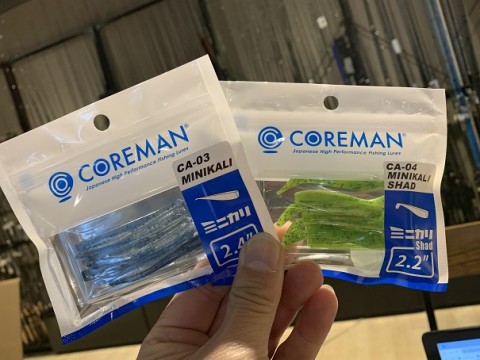 COREMAN
Japanese High Performance Fishing Lures
CA-03
MINIKALI
ミニカリ
2.4"
COREMAN
Japanese High Performance Fishing Lures
CA-04
MINIKALI
SHAD
ミニカリ
Shad
2.2"